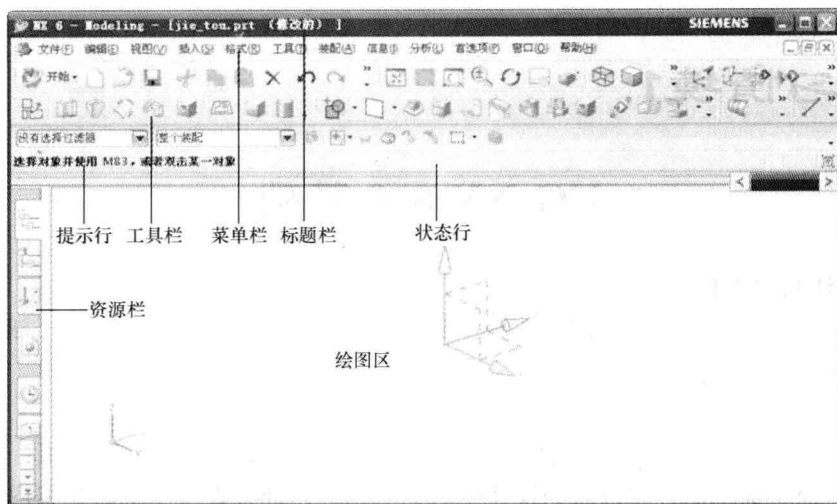 NX 6 - Modeling - [jie_tou.prt （修改的） ]
SIEMENS
文件(F) 编辑(E) 视图(V) 插入(S) 格式(R) 工具(T) 装配(A) 信息(I) 分析(L) 首选项(P) 窗口(O) 帮助(H)
开始
没有选择过滤器 整个装配
选择对象并使用 MB3，或者双击某一对象
提示行 工具栏 菜单栏 标题栏 状态行
资源栏
绘图区